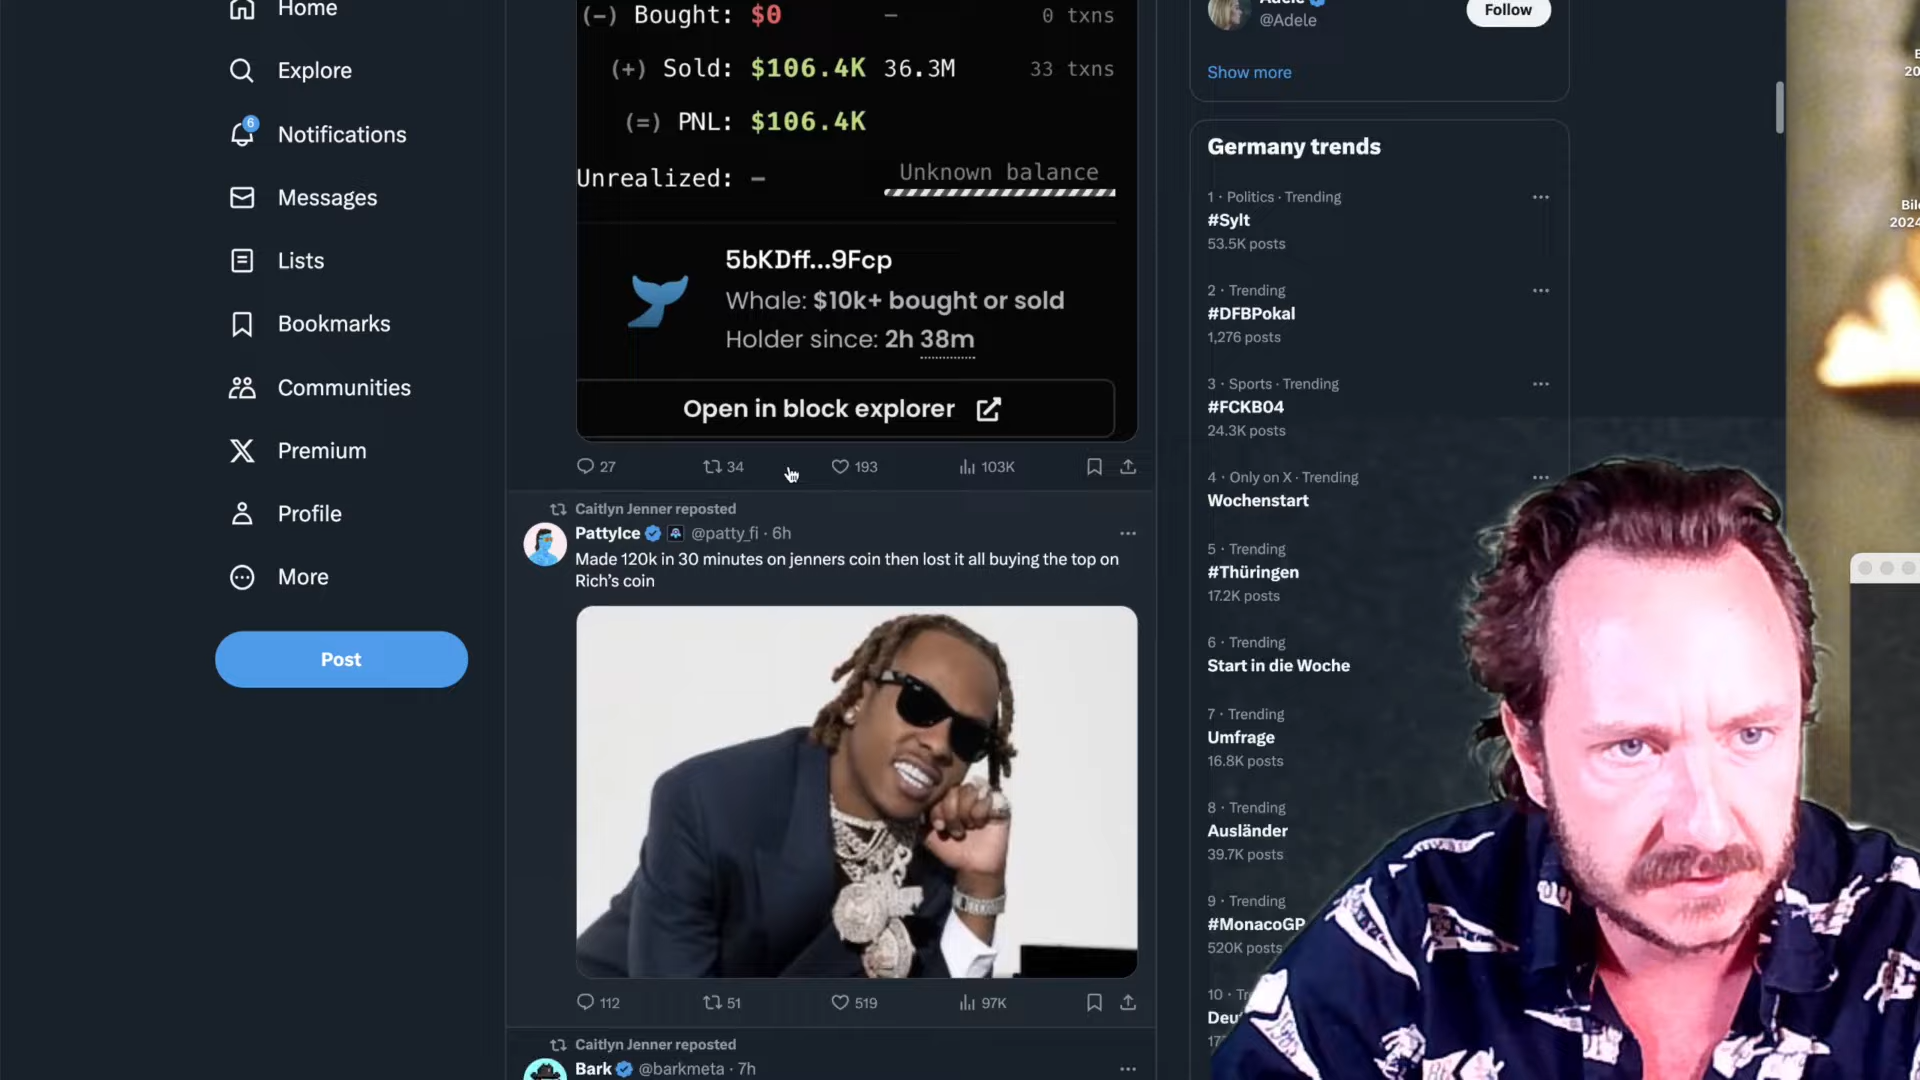 Home
Explore
6
Notifications
Messages
Lists
Bookmarks
Communities
Premium
Profile
More
Post
(−) Bought: $0 – 0 txns
(+) Sold: $106.4K 36.3M 33 txns
(=) PNL: $106.4K
Unrealized: – Unknown balance
5bKDff...9Fcp
Whale: $10k+ bought or sold
Holder since: 2h 38m
Open in block explorer
27 34 193 103K
Caitlyn Jenner reposted
PattyIce @patty_fi · 6h
Made 120k in 30 minutes on jenners coin then lost it all buying the top on
Rich's coin
112 51 519 97K
Caitlyn Jenner reposted
Bark @barkmeta · 7h
Adele
@Adele
Follow
Show more
Germany trends
1 · Politics · Trending
#Sylt
53.5K posts
2 · Trending
#DFBPokal
1,276 posts
3 · Sports · Trending
#FCKB04
24.3K posts
4 · Only on X · Trending
Wochenstart
5 · Trending
#Thüringen
17.2K posts
6 · Trending
Start in die Woche
7 · Trending
Umfrage
16.8K posts
8 · Trending
Ausländer
39.7K posts
9 · Trending
#MonacoGP
520K posts
10 ·